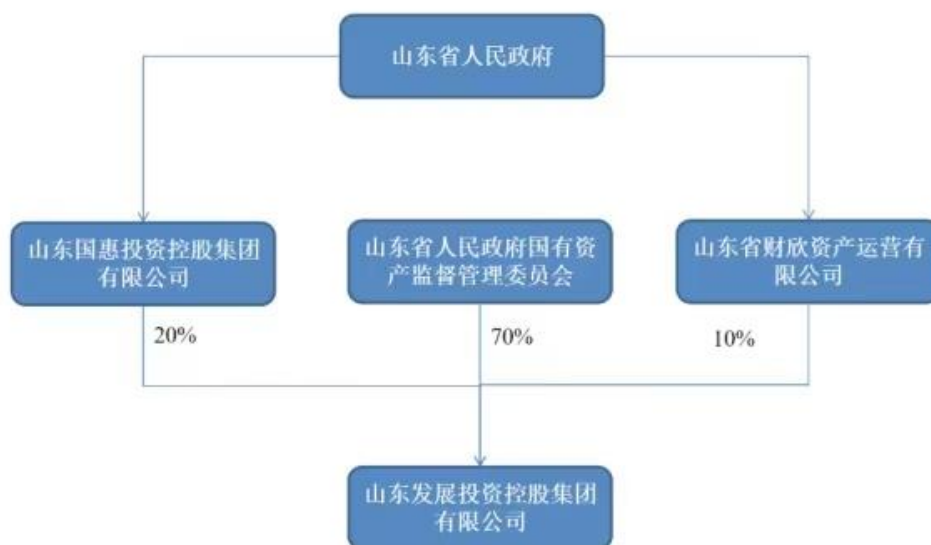 山东省人民政府
山东国惠投资控股集团
有限公司
山东省人民政府国有资
产监督管理委员会
山东省财欣资产运营有
限公司
20%
70%
10%
山东发展投资控股集团
有限公司